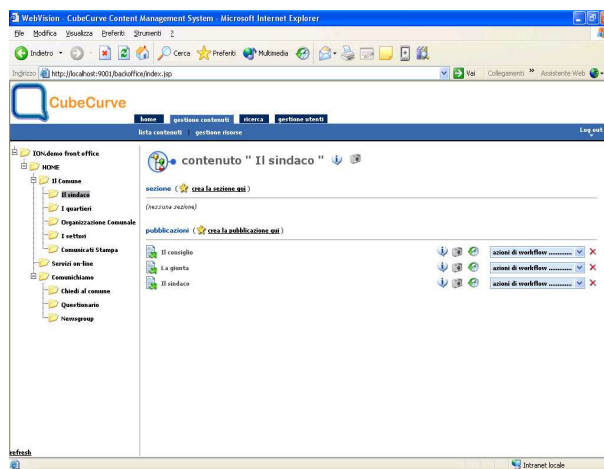 WebVision - CubeCurve Content Management System - Microsoft Internet Explorer
File Modifica Visualizza Preferiti Strumenti ?
Indietro Cerca Preferiti Multimedia
Indirizzo http://localhost:9001/backoffice/index.jsp Vai Collegamenti » Assistente Web
CubeCurve
home gestione contenuti ricerca gestione utenti
lista contenuti gestione risorse Log out
ION.demo front office
HOME
Il Comune
Il sindaco
I quartieri
Organizzazione Comunale
I settori
Comunicati Stampa
Servizi on-line
Comunichiamo
Chiedi al comune
Questionario
Newsgroup
refresh
contenuto " Il sindaco "
sezione ( crea la sezione qui )
(nessuna sezione)
pubblicazioni ( crea la pubblicazione qui )
Il consiglio azioni di workflow ............
La giunta azioni di workflow ............
Il sindaco azioni di workflow ............
Intranet locale